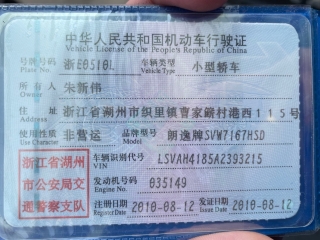 中华人民共和国机动车行驶证
Vehicle License of the People's Republic of China
号牌号码 浙E0510L 车辆类型 小型轿车
Plate No. Vehicle Type
所有人 朱新伟
Owner
住址 浙江省湖州市织里镇曹家簖村港西115号
Address
使用性质 非营运 品牌型号 朗逸牌SVW7167HSD
Use Character Model
浙江省湖州市公安局交通警察支队
车辆识别代号 LSVAH4185A2393215
VIN
发动机号码 035149
Engine No.
注册日期 2010-08-12 发证日期 2010-08-12
Register Date Issue Date